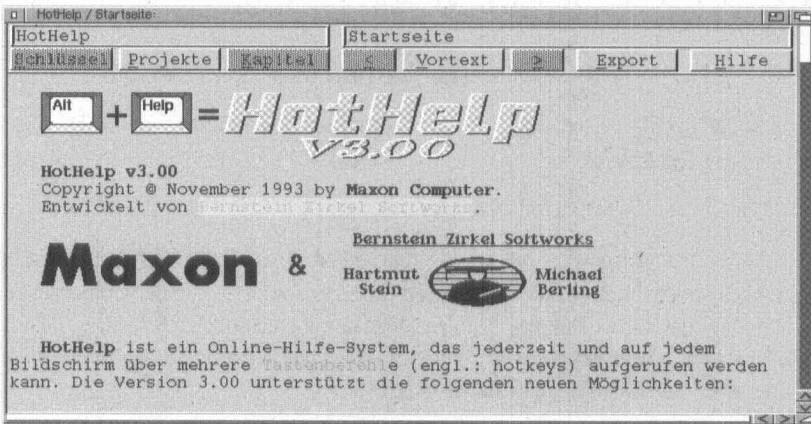 HotHelp / Startseite:
HotHelp Startseite
Schlüssel Projekte Kapitel < Vortext > Export Hilfe
Alt + Help = HotHelp
V3.00
HotHelp v3.00
Copyright © November 1993 by Maxon Computer.
Entwickelt von Bernstein Zirkel Softworks.
Bernstein Zirkel Softworks
Maxon & Hartmut Stein Michael Berling
HotHelp ist ein Online-Hilfe-System, das jederzeit und auf jedem
Bildschirm über mehrere Tastenbefehle (engl.: hotkeys) aufgerufen werden
kann. Die Version 3.00 unterstützt die folgenden neuen Möglichkeiten: